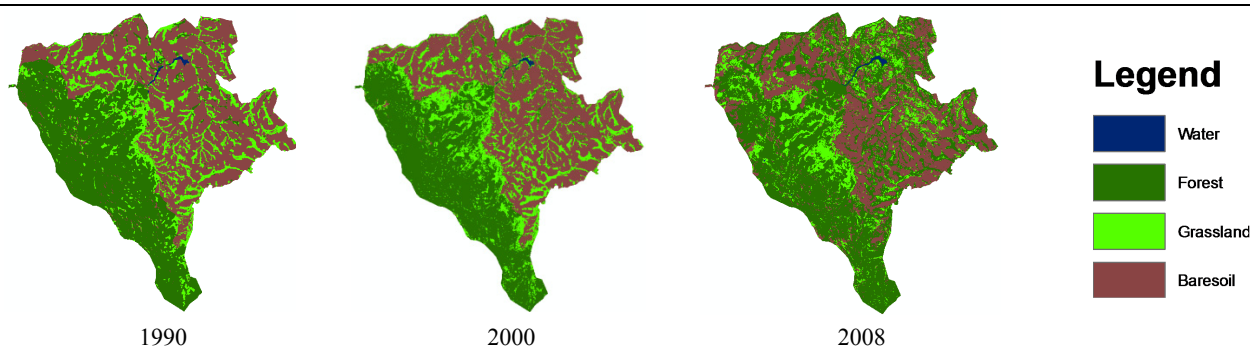 Legend
Water
Forest
Grassland
Baresoil
1990
2000
2008